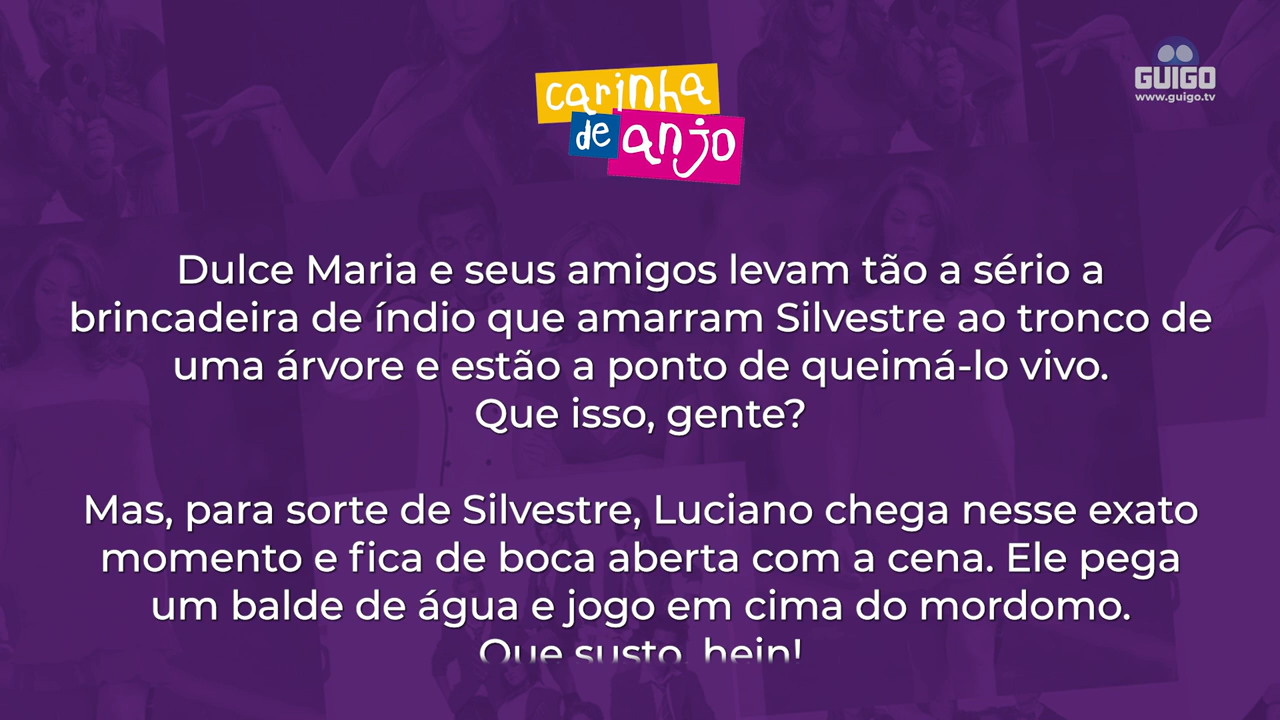 GUIGO
www.guigo.tv
carinha
de anjo
Dulce Maria e seus amigos levam tão a sério a
brincadeira de índio que amarram Silvestre ao tronco de
uma árvore e estão a ponto de queimá-lo vivo.
Que isso, gente?
Mas, para sorte de Silvestre, Luciano chega nesse exato
momento e fica de boca aberta com a cena. Ele pega
um balde de água e jogo em cima do mordomo.
Que susto, hein!